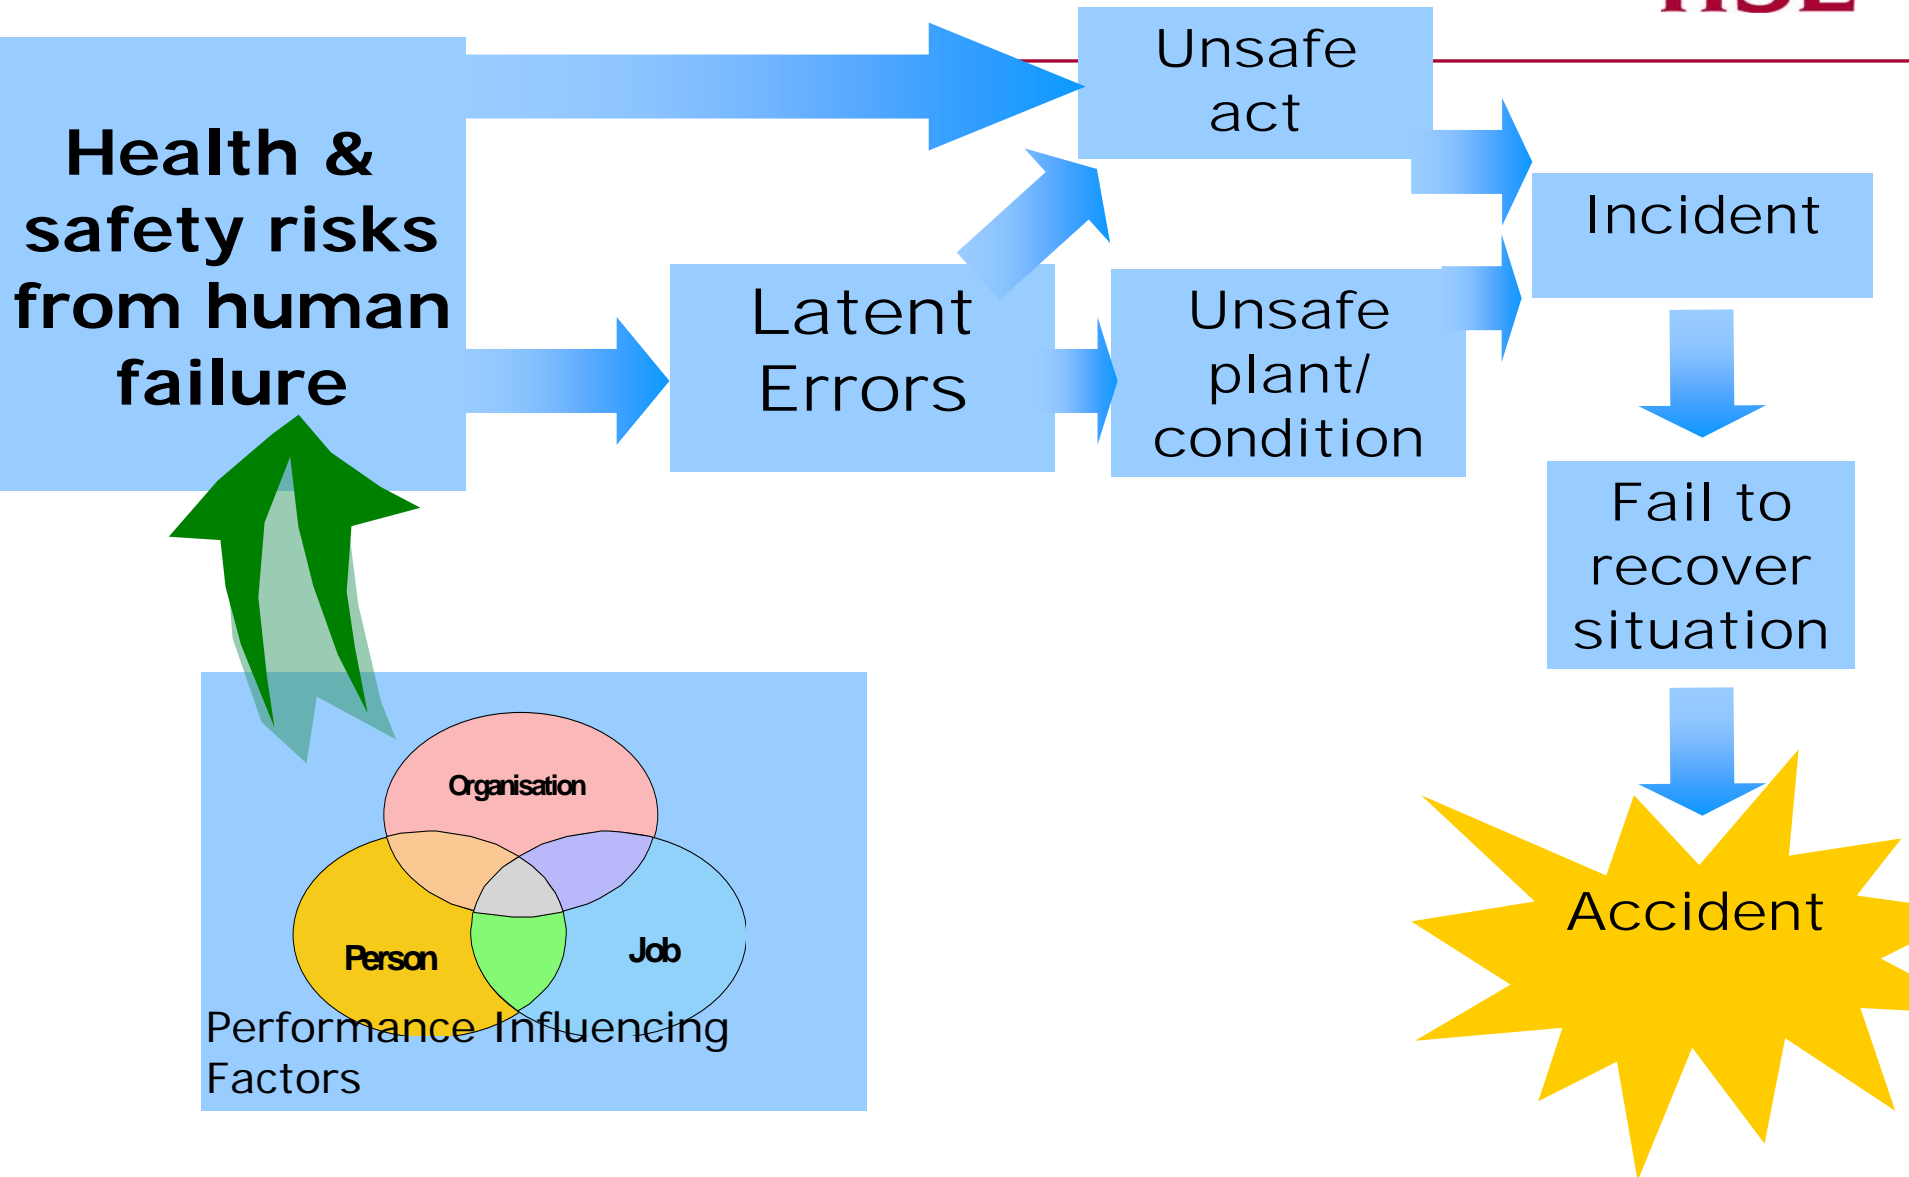 Unsafe
act
Health &
safety risks
from human
failure
Incident
Latent
Errors
Unsafe
plant/
condition
Fail to
recover
situation
Organisation
Person
Job
Performance Influencing
Factors
Accident